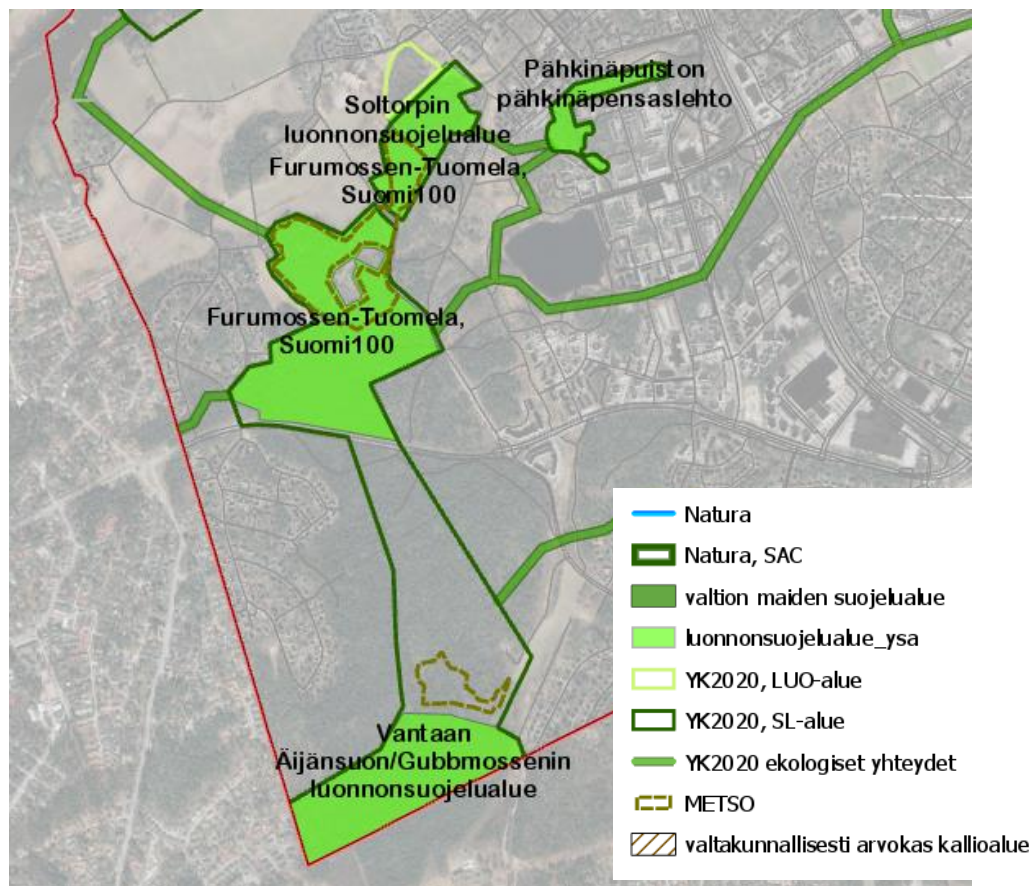 Pähkinäpuiston
pähkinäpensaslehto
Soltorpin
luonnonsuojelualue
Furumossen-Tuomela,
Suomi100
Furumossen-Tuomela,
Suomi100
Vantaan
Äijänsuon/Gubbmossenin
luonnonsuojelualue
Natura
Natura, SAC
valtion maiden suojelualue
luonnonsuojelualue_ysa
YK2020, LUO-alue
YK2020, SL-alue
YK2020 ekologiset yhteydet
METSO
valtakunnallisesti arvokas kallioalue